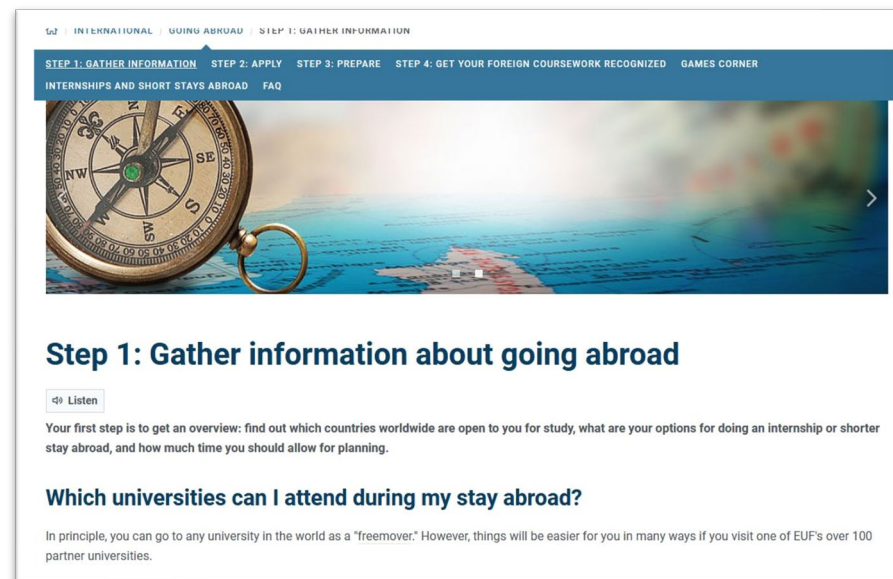 INTERNATIONAL | GOING ABROAD / STEP 1: GATHER INFORMATION
STEP 1: GATHER INFORMATION STEP 2: APPLY STEP 3: PREPARE STEP 4: GET YOUR FOREIGN COURSEWORK RECOGNIZED GAMES CORNER
INTERNSHIPS AND SHORT STAYS ABROAD FAQ
N
E
SE
S
SW
W
NW
Step 1: Gather information about going abroad
Listen
Your first step is to get an overview: find out which countries worldwide are open to you for study, what are your options for doing an internship or shorter
stay abroad, and how much time you should allow for planning.
Which universities can I attend during my stay abroad?
In principle, you can go to any university in the world as a "freemover." However, things will be easier for you in many ways if you visit one of EUF's over 100
partner universities.